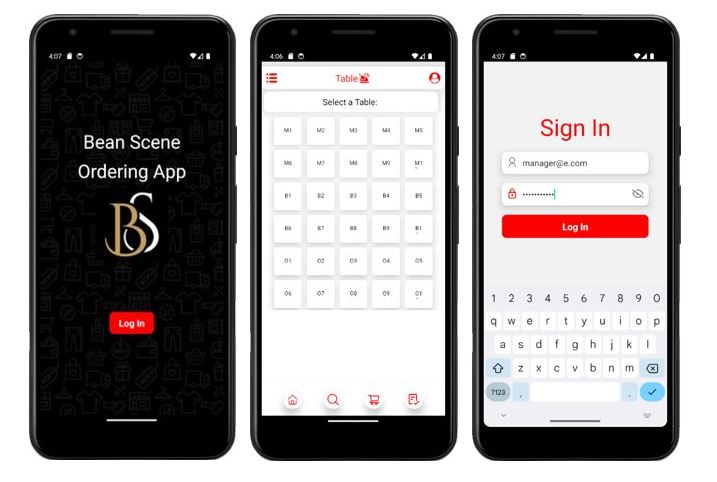 4:07
Bean Scene
Ordering App
BS
Log In
4:06
Table
Select a Table:
M1 M2 M3 M4 M5
M6 M7 M8 M9 M1
B1 B2 B3 B4 B5
B6 B7 B8 B9 B1
O1 O2 O3 O4 O5
O6 O7 O8 O9 O1
4:07
Sign In
manager@e.com
•••••••••••
Log In
1 2 3 4 5 6 7 8 9 0
q w e r t y u i o p
a s d f g h j k l
z x c v b n m
?123 , .